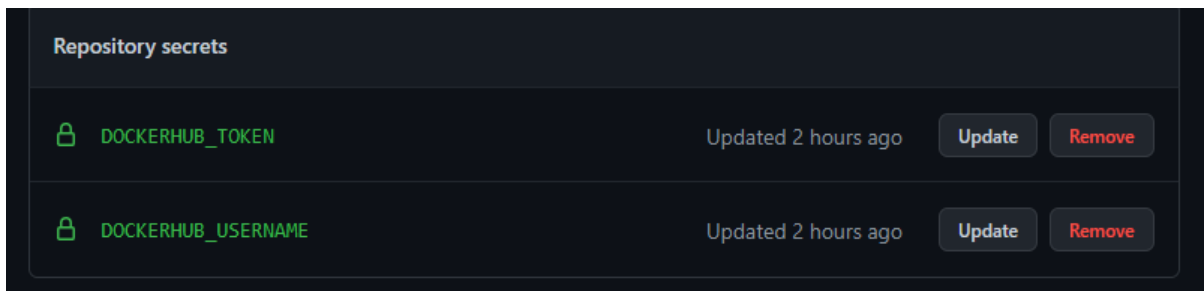 Repository secrets
DOCKERHUB_TOKEN Updated 2 hours ago Update Remove
DOCKERHUB_USERNAME Updated 2 hours ago Update Remove